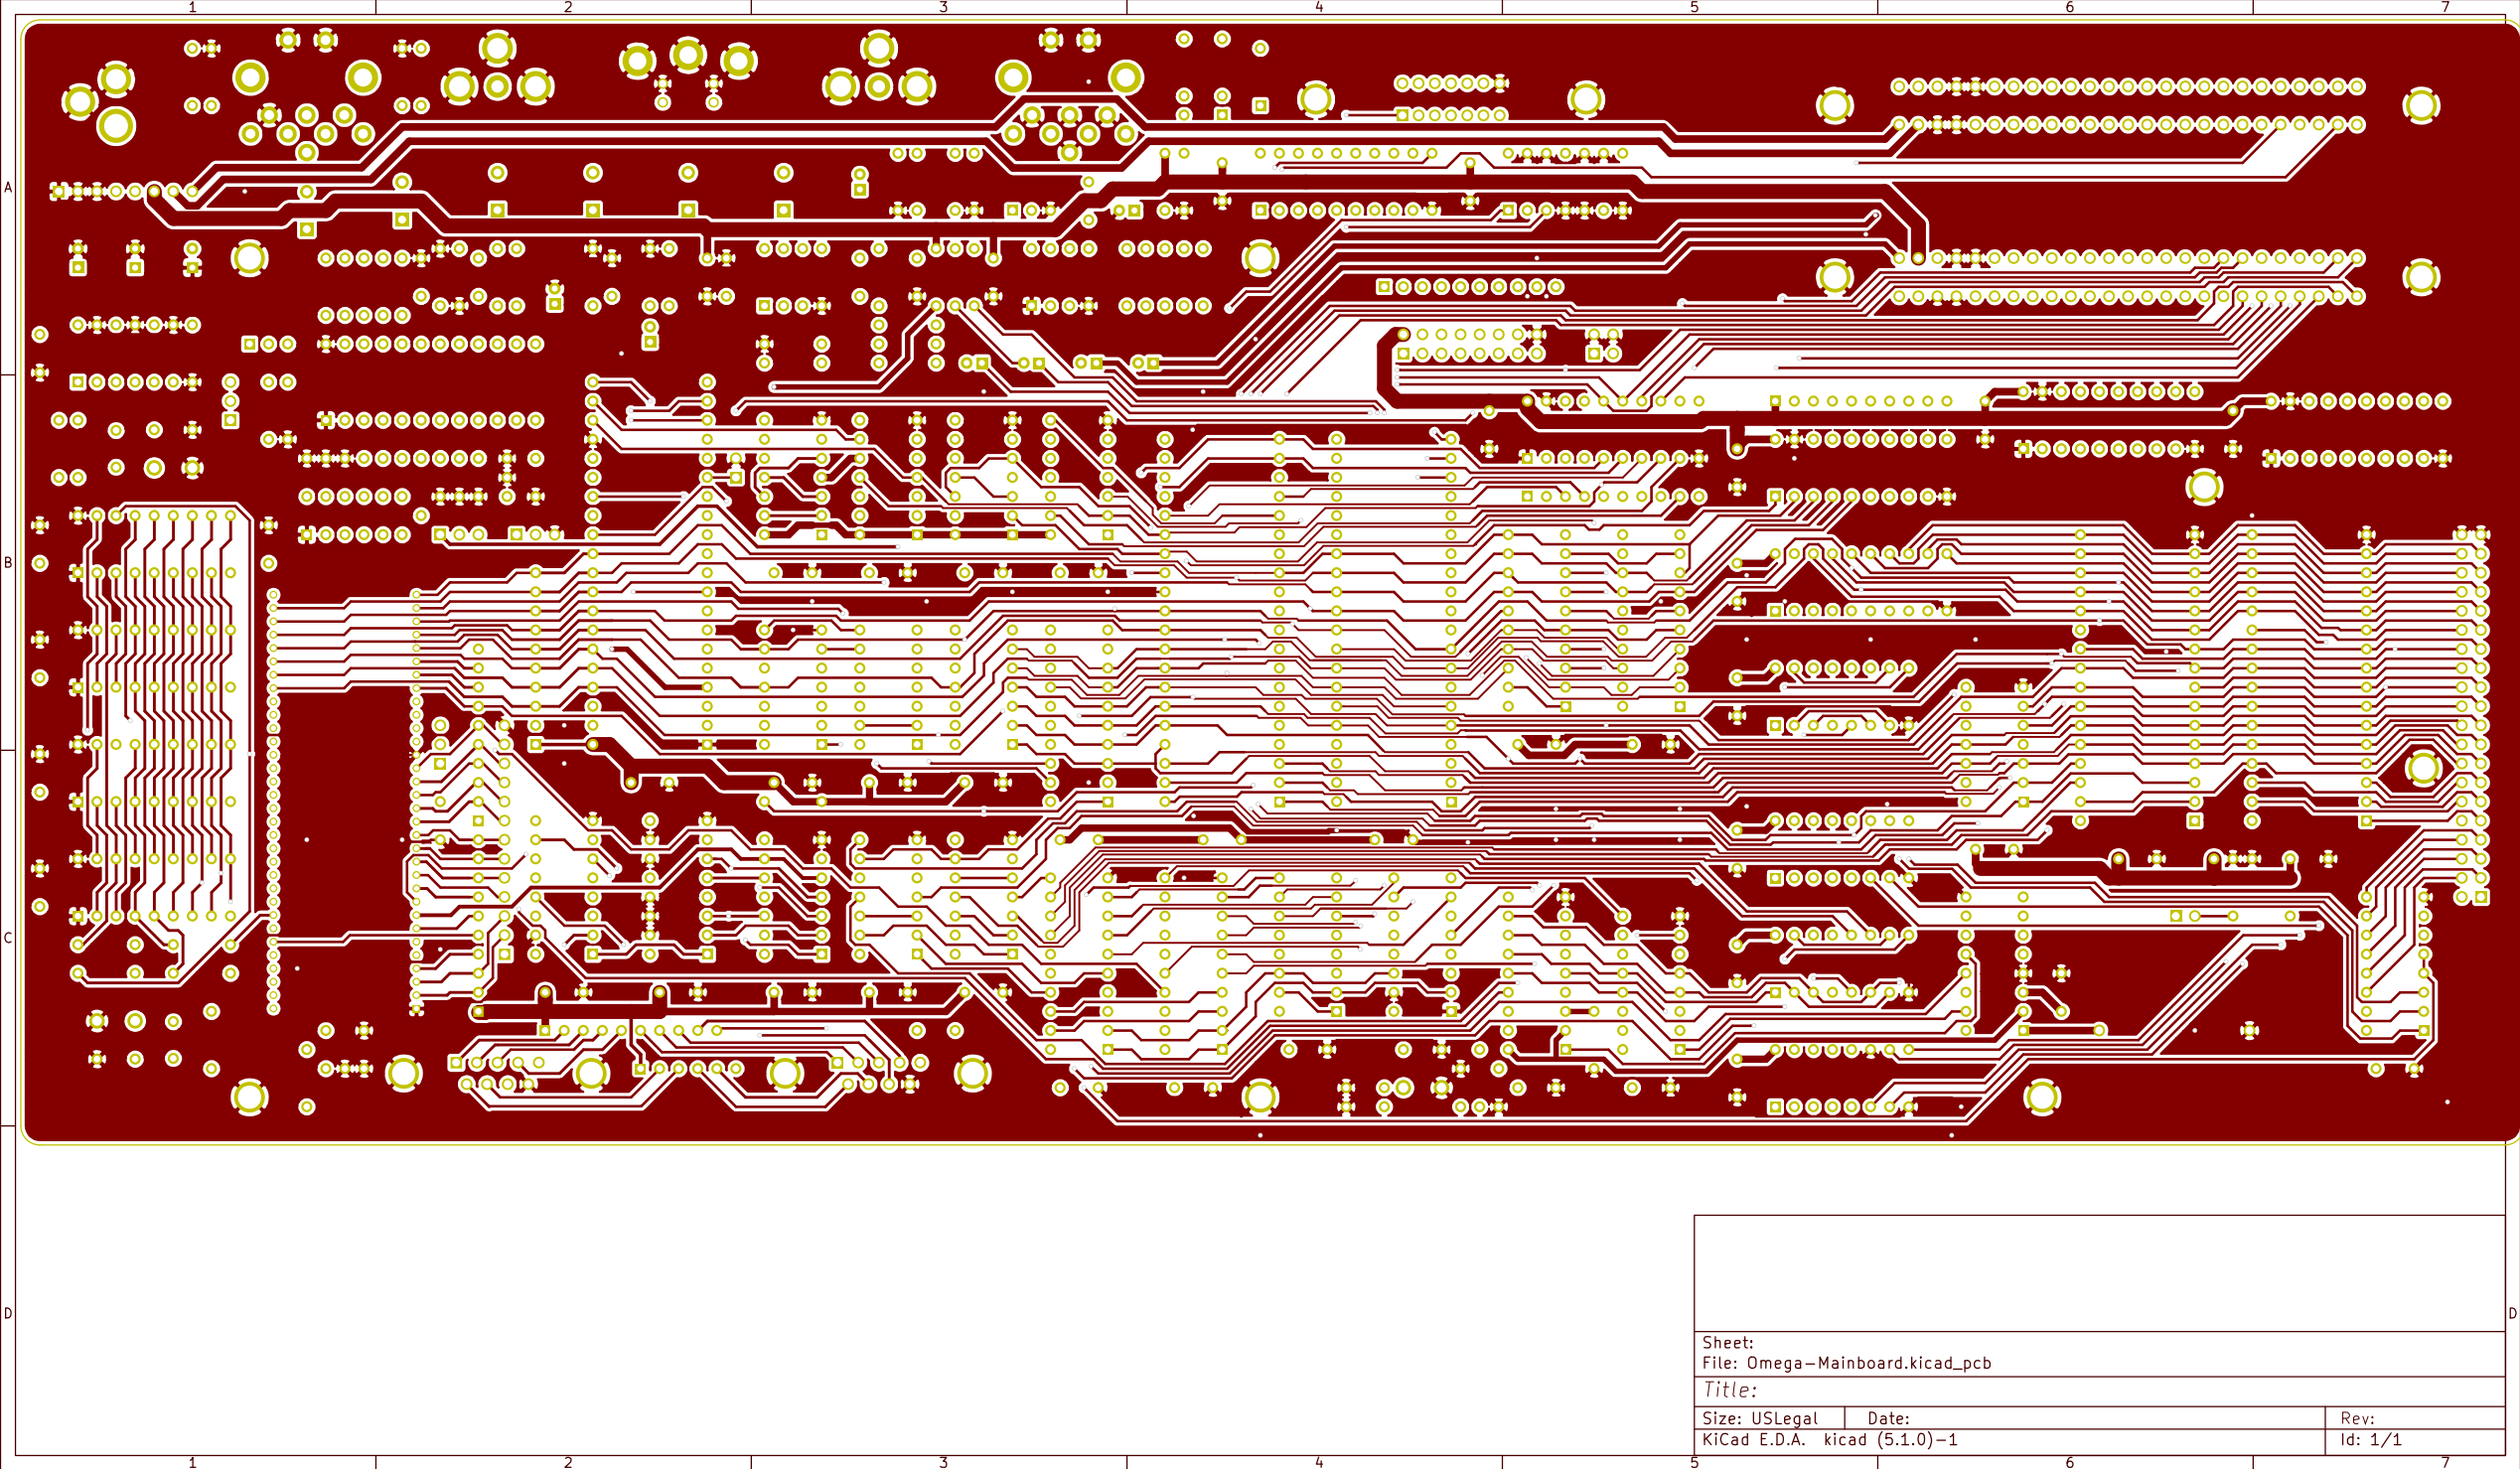 1 2 3 4 5 6 7
A
B
C
D D
Sheet:
File: Omega-Mainboard.kicad_pcb
Title:
Size: USLegal Date: Rev:
KiCad E.D.A. kicad (5.1.0)-1 Id: 1/1
1 2 3 4 5 6 7